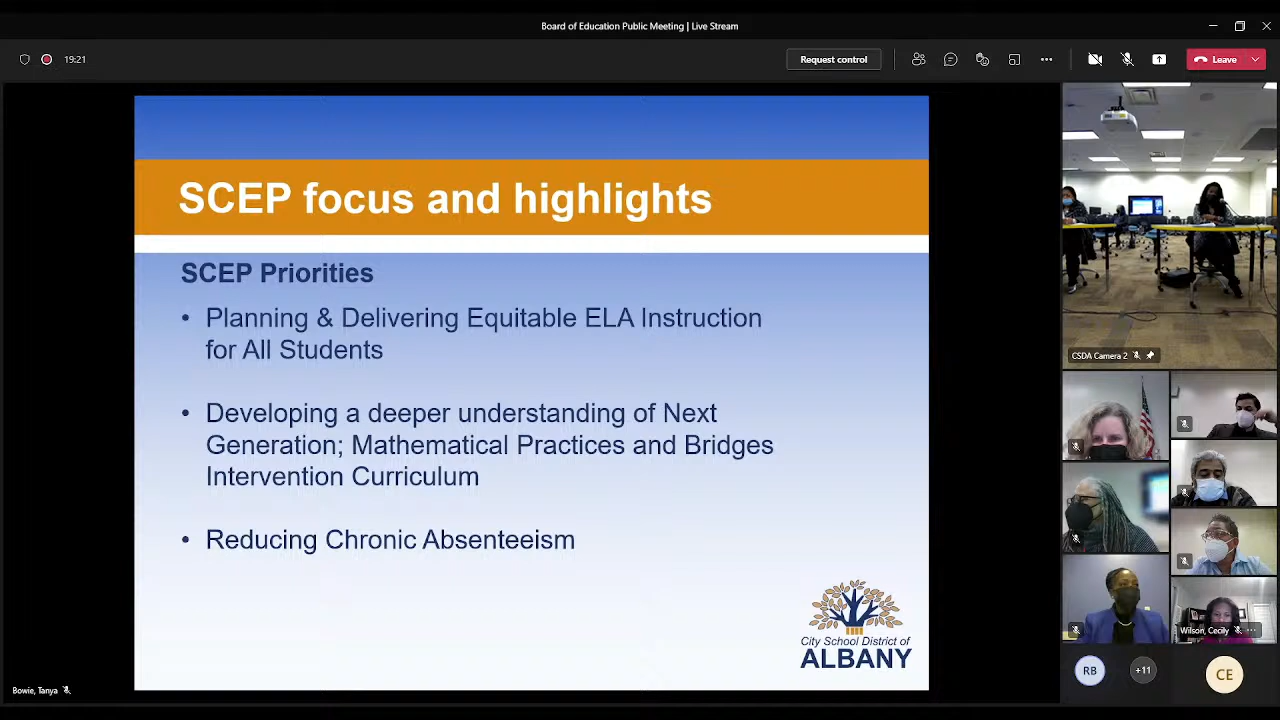 Board of Education Public Meeting | Live Stream
19:21
Request control
Leave
SCEP focus and highlights
SCEP Priorities
• Planning & Delivering Equitable ELA Instruction
for All Students
• Developing a deeper understanding of Next
Generation; Mathematical Practices and Bridges
Intervention Curriculum
• Reducing Chronic Absenteeism
City School District of
ALBANY
CSDA Camera 2
Wilson, Cecily
RB
+11
CE
Bowie, Tanya